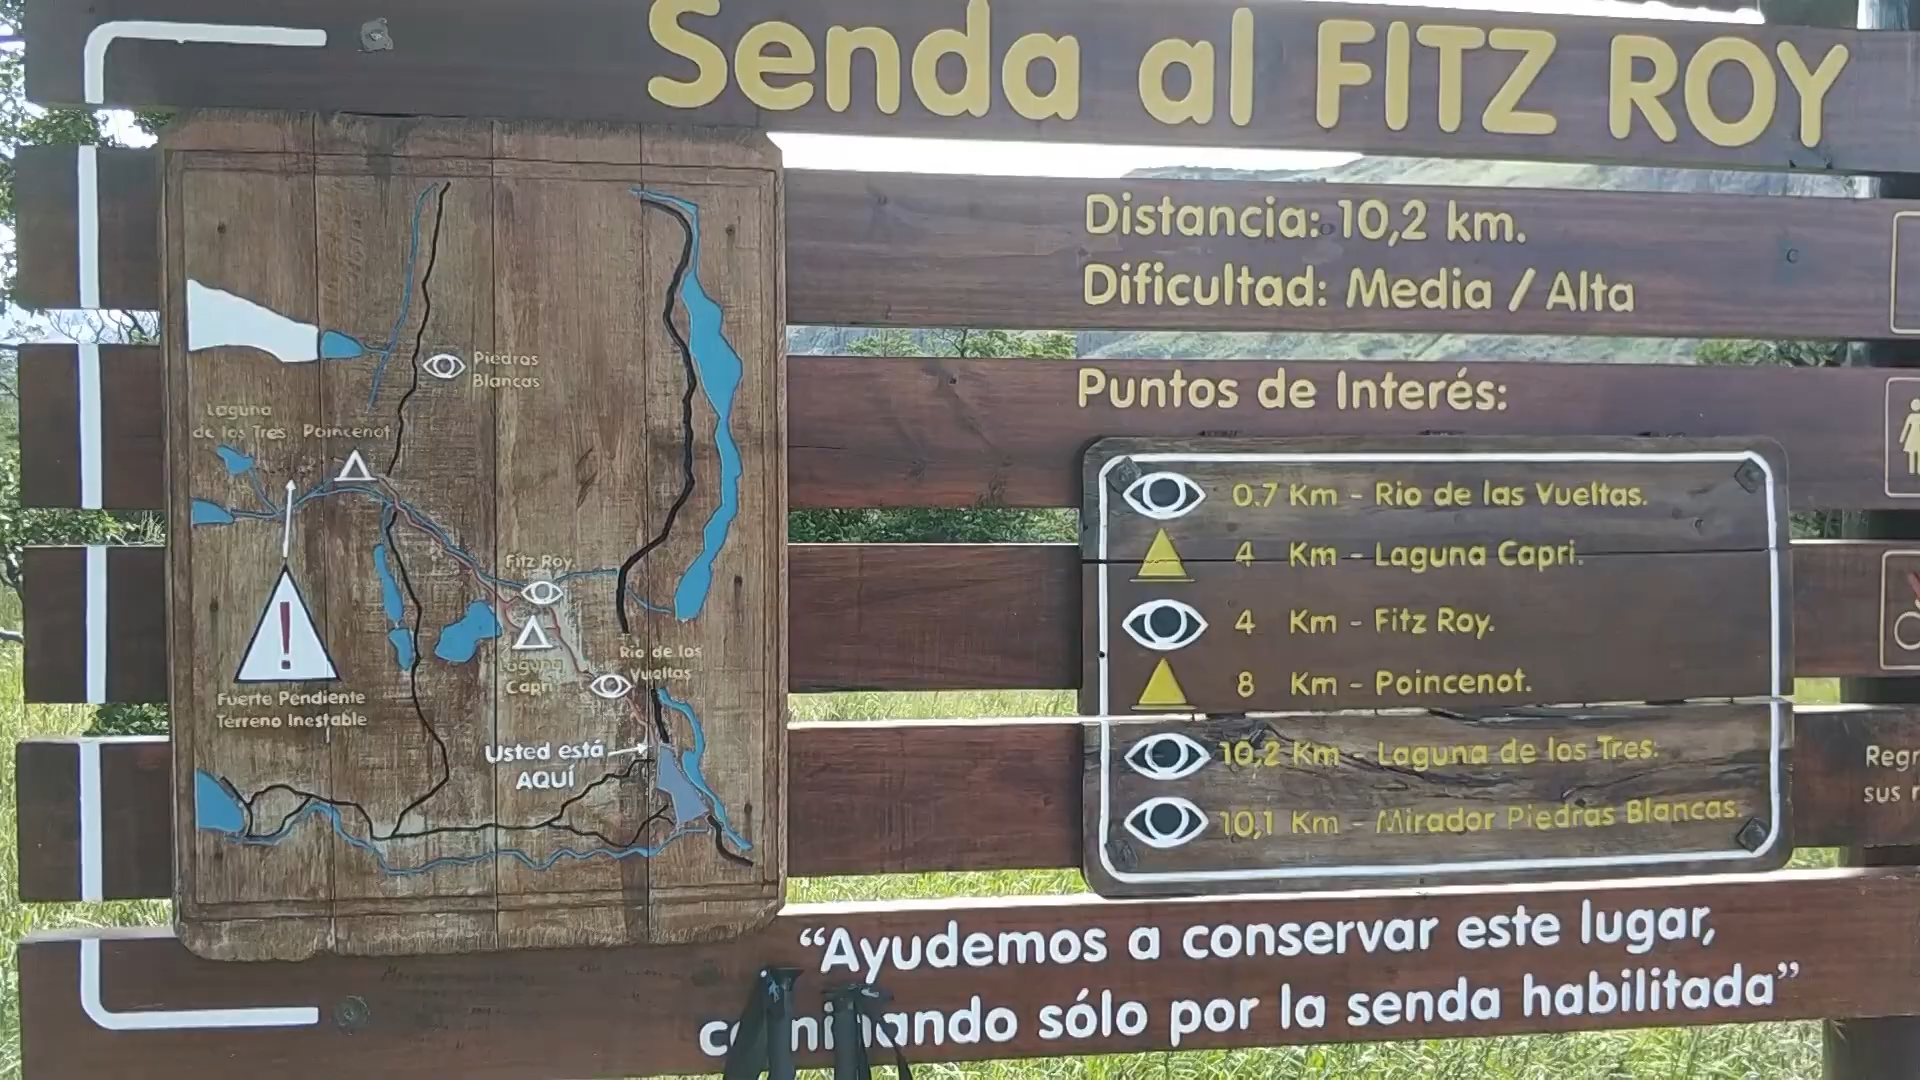 Senda al FITZ ROY
Distancia: 10,2 km.
Dificultad: Media / Alta
Puntos de Interés:
0.7 Km - Rio de las Vueltas.
4 Km - Laguna Capri.
4 Km - Fitz Roy.
8 Km - Poincenot.
10,2 Km - Laguna de los Tres.
10,1 Km - Mirador Piedras Blancas.
"Ayudemos a conservar este lugar,
caminando sólo por la senda habilitada"
Piedras
Blancas
Laguna
de los Tres
Poincenot
Fitz Roy
Laguna
Capri
Rio de las
Vueltas
Fuerte Pendiente
Terreno Inestable
Usted está
AQUÍ
Regr
sus r